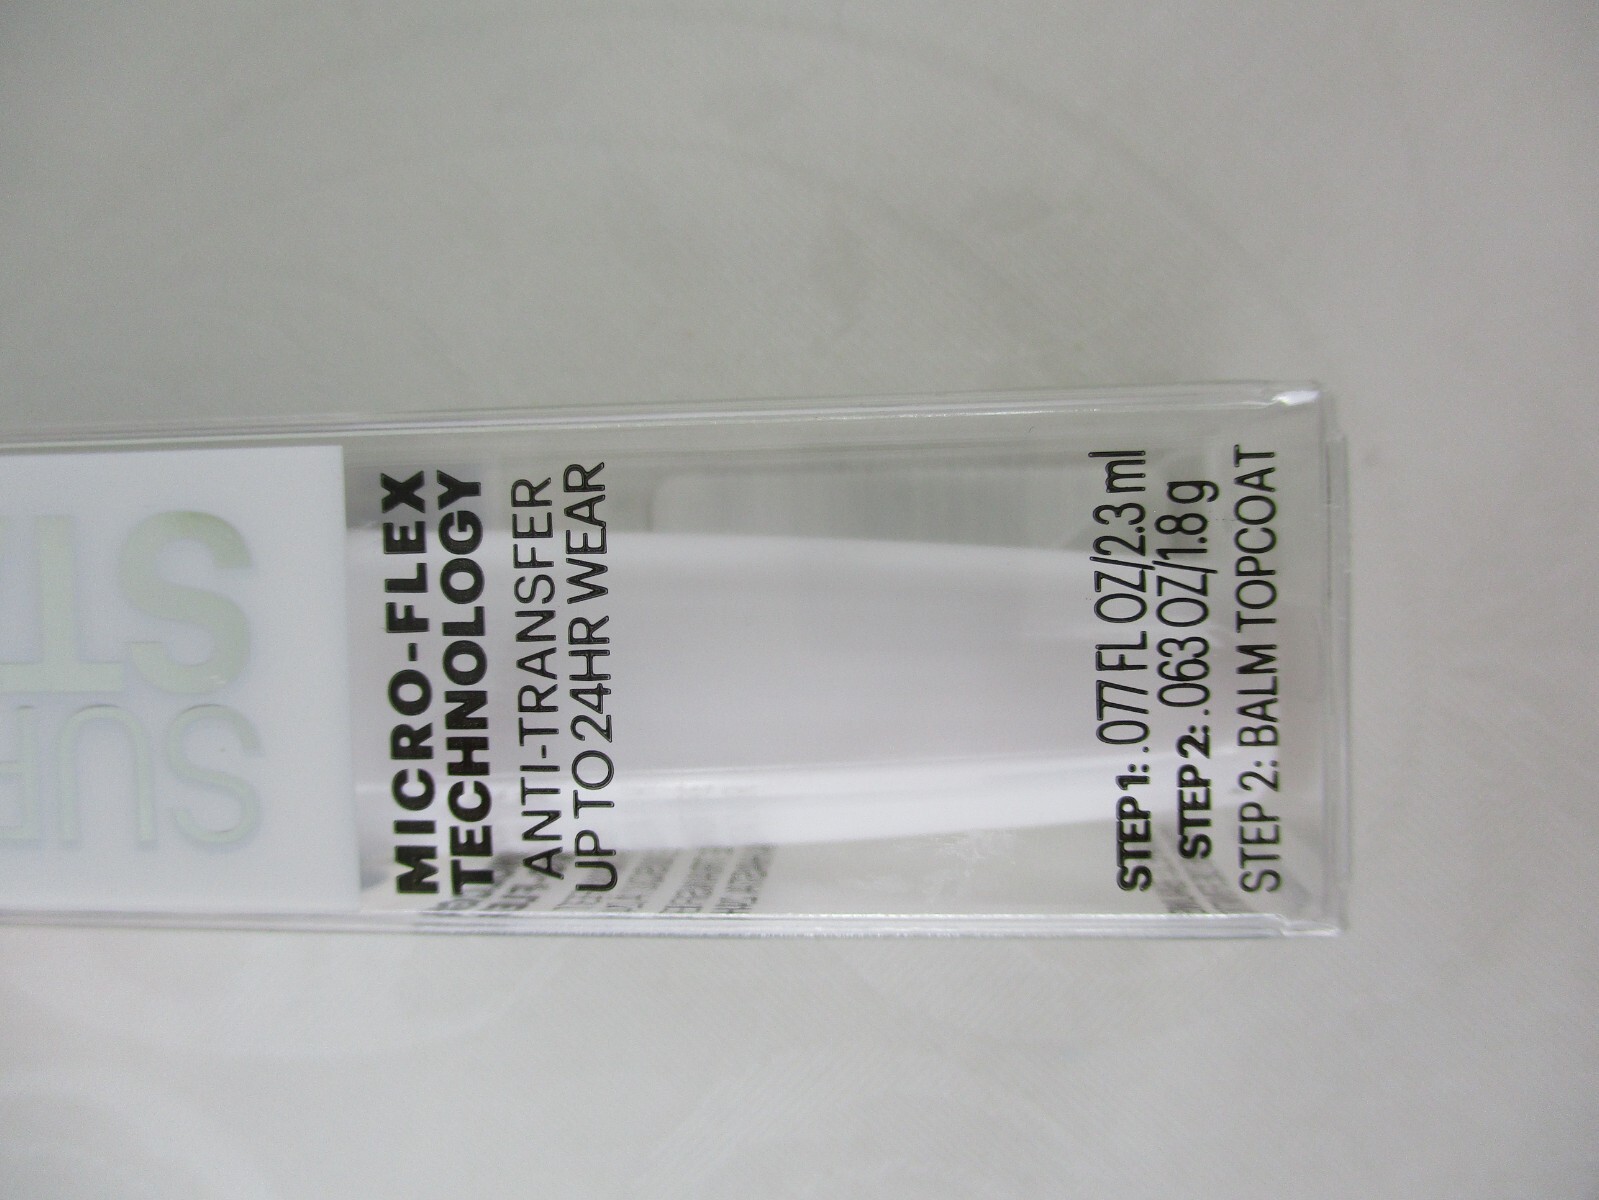 MICRO-FLEX
TECHNOLOGY
ANTI-TRANSFER
UP TO 24HR WEAR
STEP 1: .077 FL OZ/2.3 ml
STEP 2: .063 OZ/1.8 g
STEP 2: BALM TOPCOAT